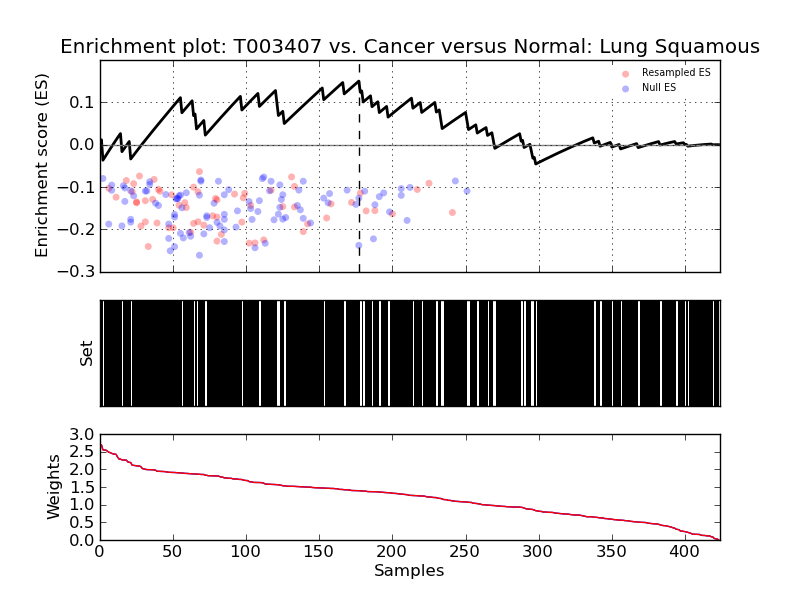 Enrichment plot: T003407 vs. Cancer versus Normal: Lung Squamous
Enrichment score (ES)
0.1
0.0
−0.1
−0.2
−0.3
Resampled ES
Null ES
Set
Weights
3.0
2.5
2.0
1.5
1.0
0.5
0.0
0 50 100 150 200 250 300 350 400
Samples